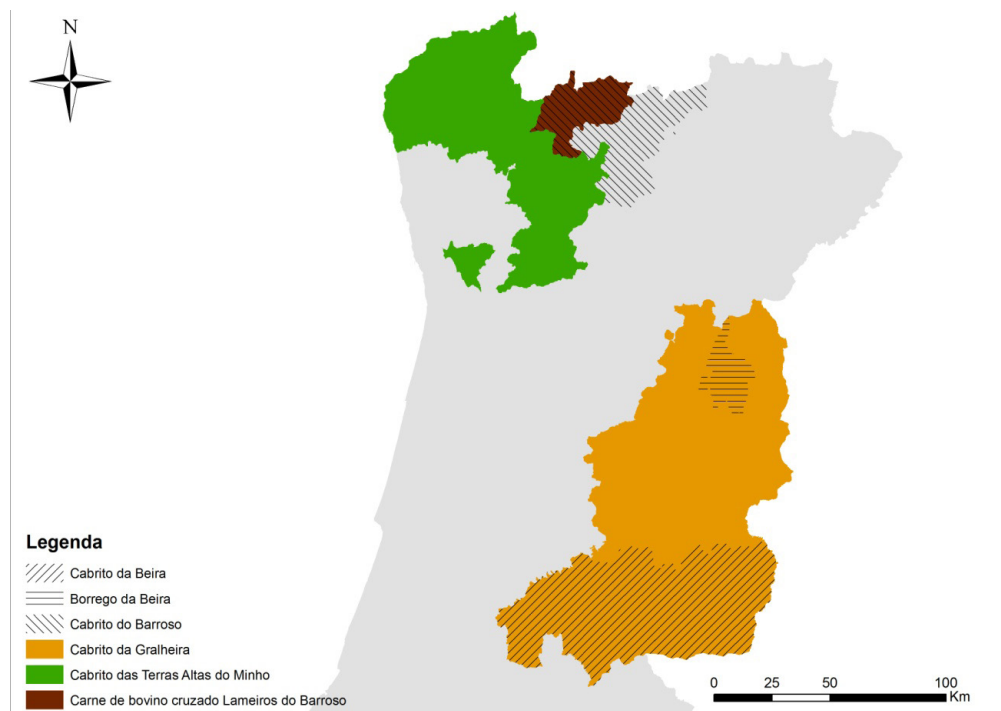 N
Legenda
Cabrito da Beira
Borrego da Beira
Cabrito do Barroso
Cabrito da Gralheira
Cabrito das Terras Altas do Minho
Carne de bovino cruzado Lameiros do Barroso
0 25 50 100
Km